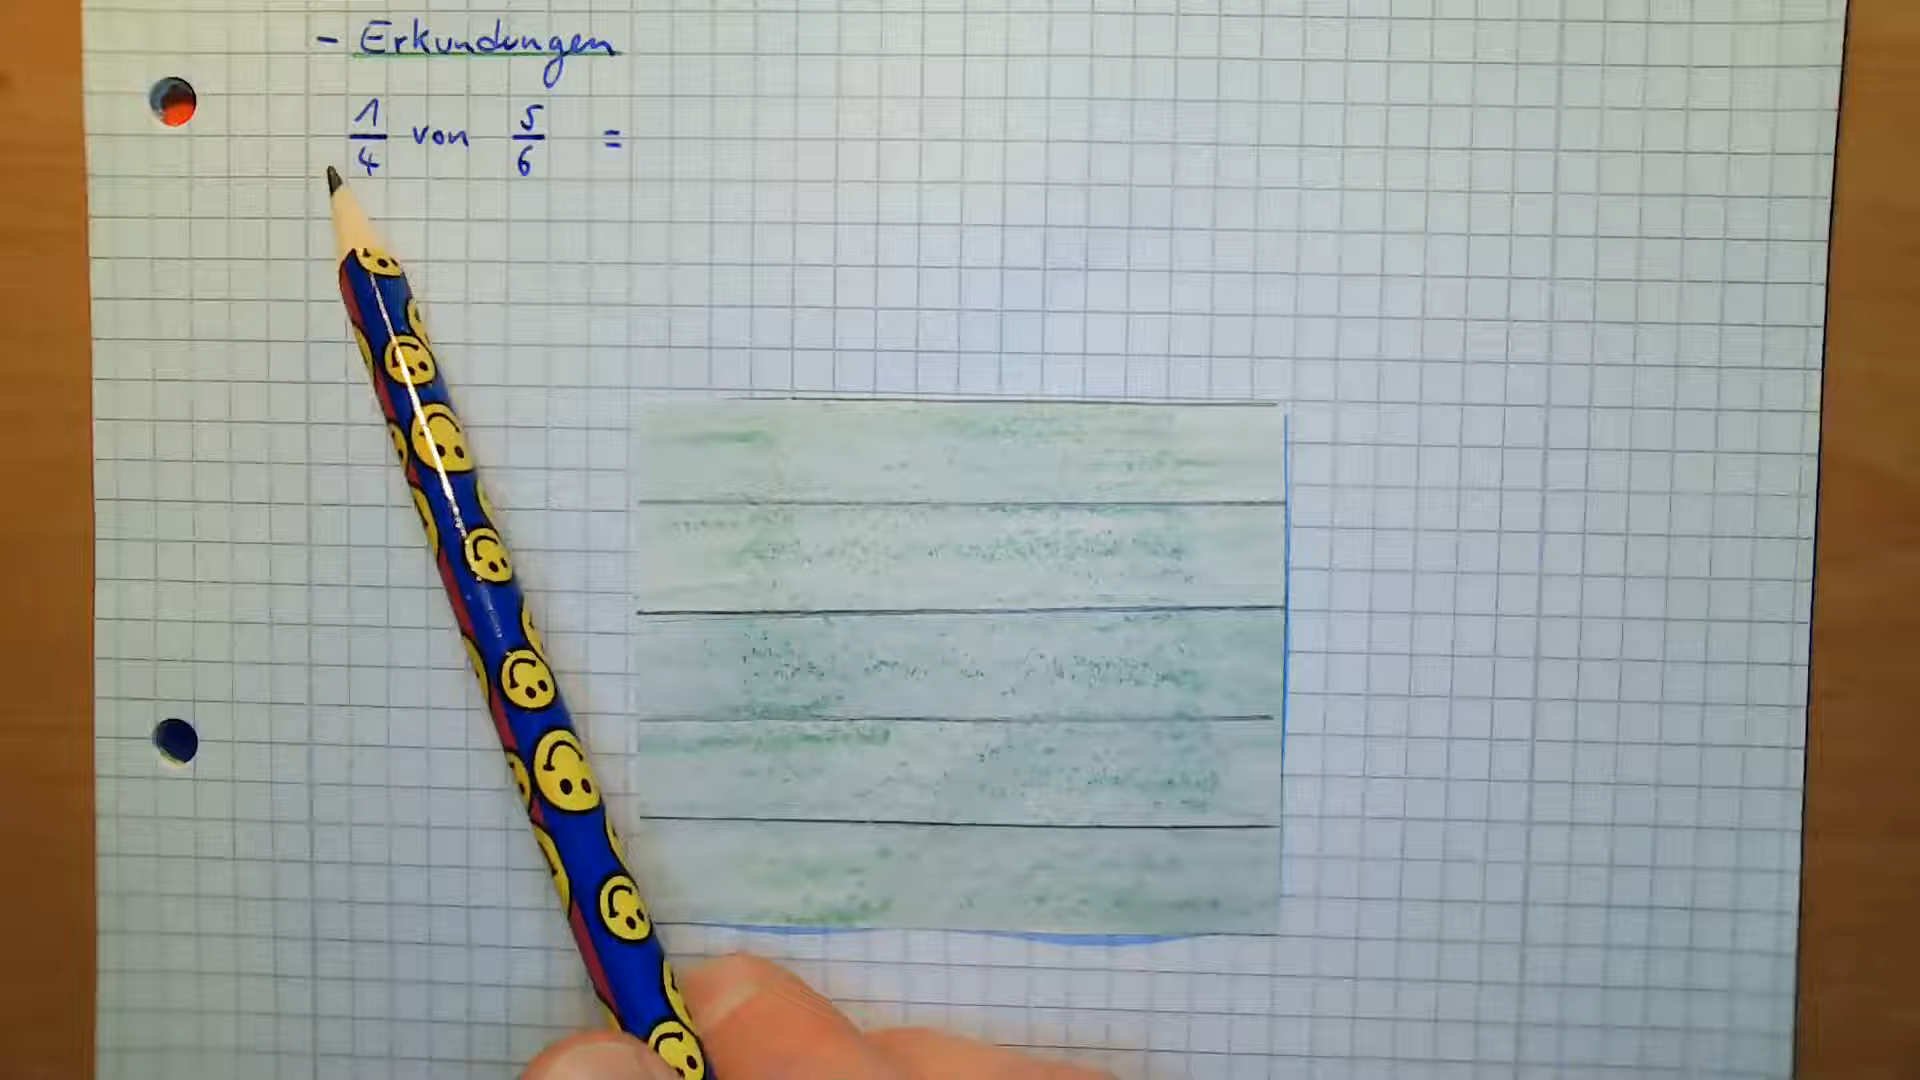 - Erkundungen
1/4 von 5/6 =